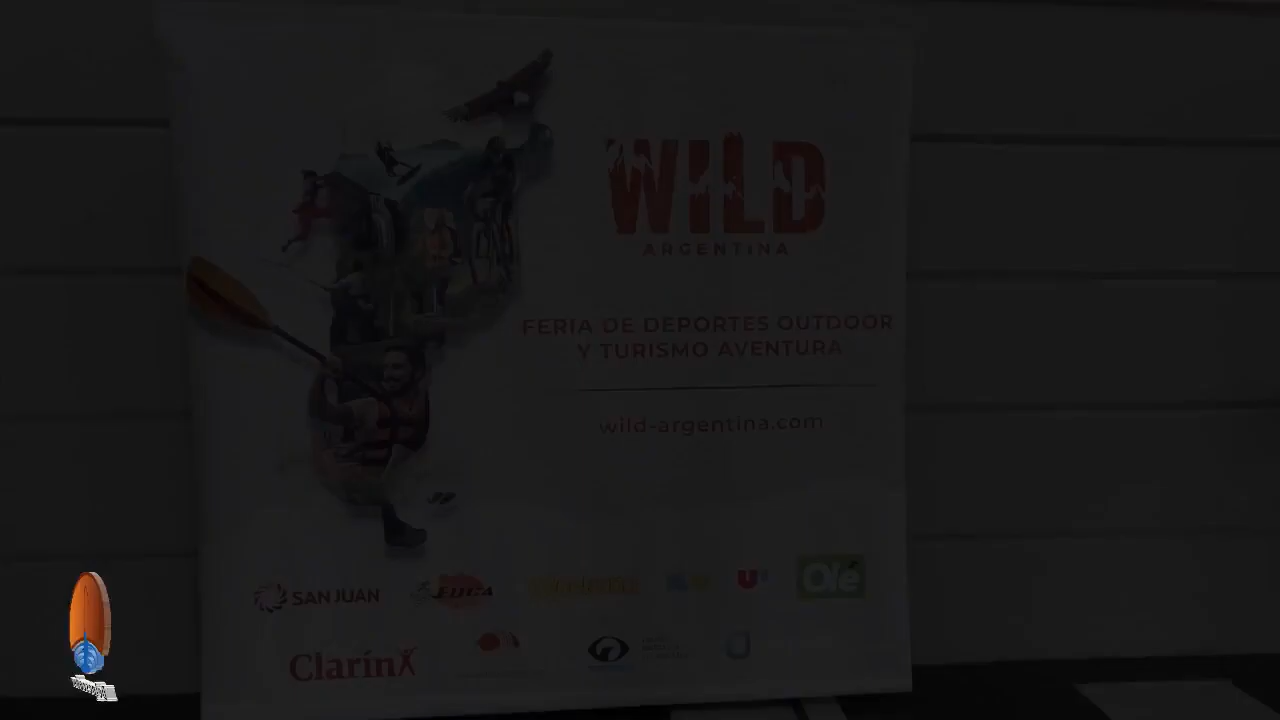 WILD
ARGENTINA
FERIA DE DEPORTES OUTDOOR
Y TURISMO AVENTURA
wild-argentina.com
SAN JUAN
Olé
Clarín